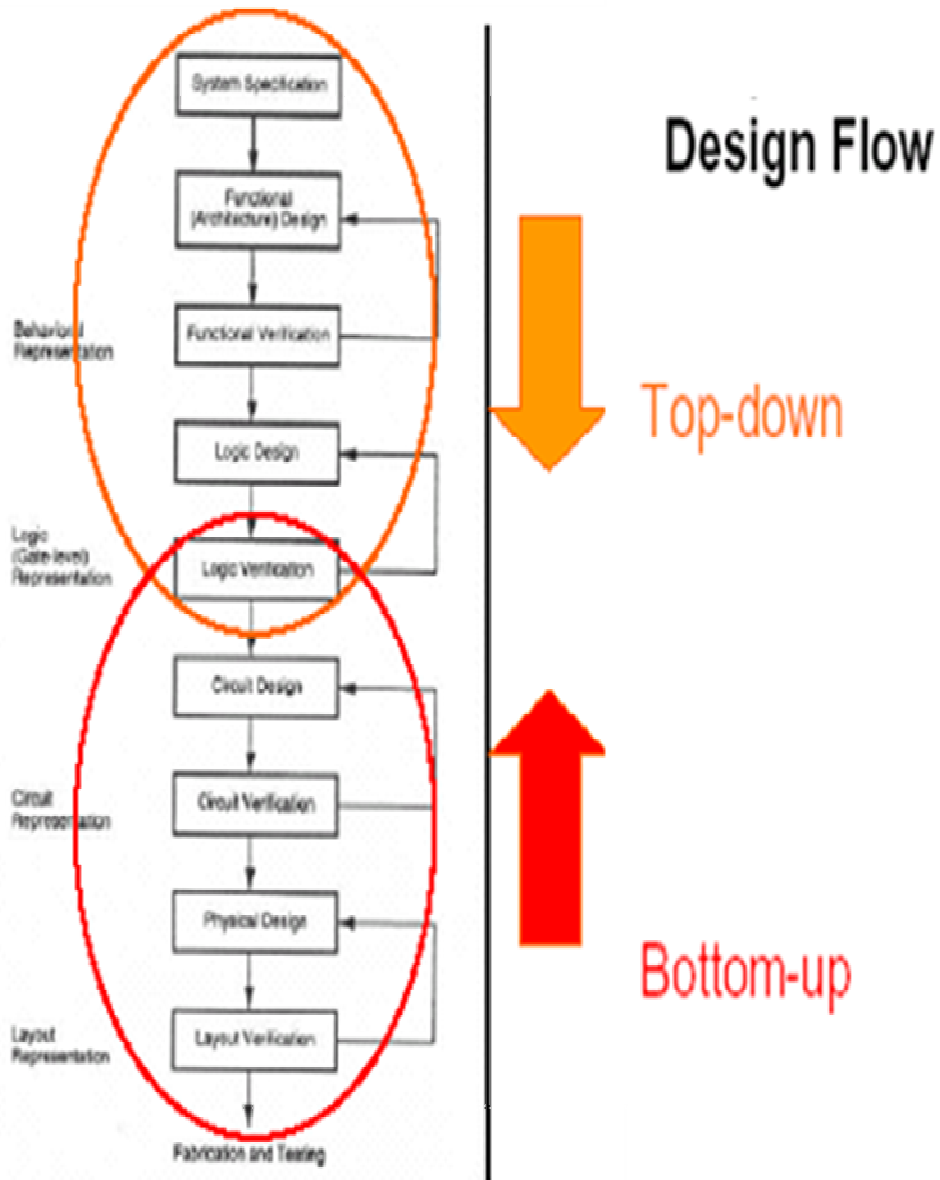 System Specification
Functional
(Architecture) Design
Behavioral
Representation
Functional Verification
Logic Design
Logic
(Gate-level)
Representation
Logic Verification
Circuit Design
Circuit
Representation
Circuit Verification
Physical Design
Layout
Representation
Layout Verification
Fabrication and Testing
Design Flow
Top-down
Bottom-up